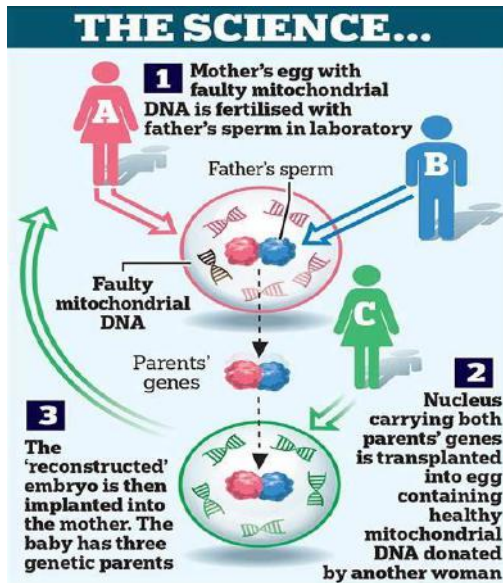 THE SCIENCE...
1 Mother's egg with
faulty mitochondrial
DNA is fertilised with
father's sperm in laboratory
A
B
Father's sperm
Faulty
mitochondrial
DNA
C
Parents'
genes
2
Nucleus
carrying both
parents' genes
is transplanted
into egg
containing
healthy
mitochondrial
DNA donated
by another woman
3
The
'reconstructed'
embryo is then
implanted into
the mother. The
baby has three
genetic parents